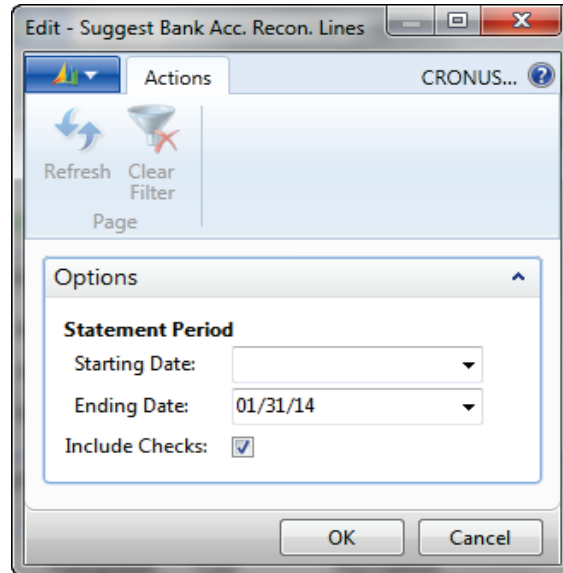 Edit - Suggest Bank Acc. Recon. Lines
Actions
CRONUS...
Refresh
Clear
Filter
Page
Options
Statement Period
Starting Date:
Ending Date: 01/31/14
Include Checks:
OK
Cancel